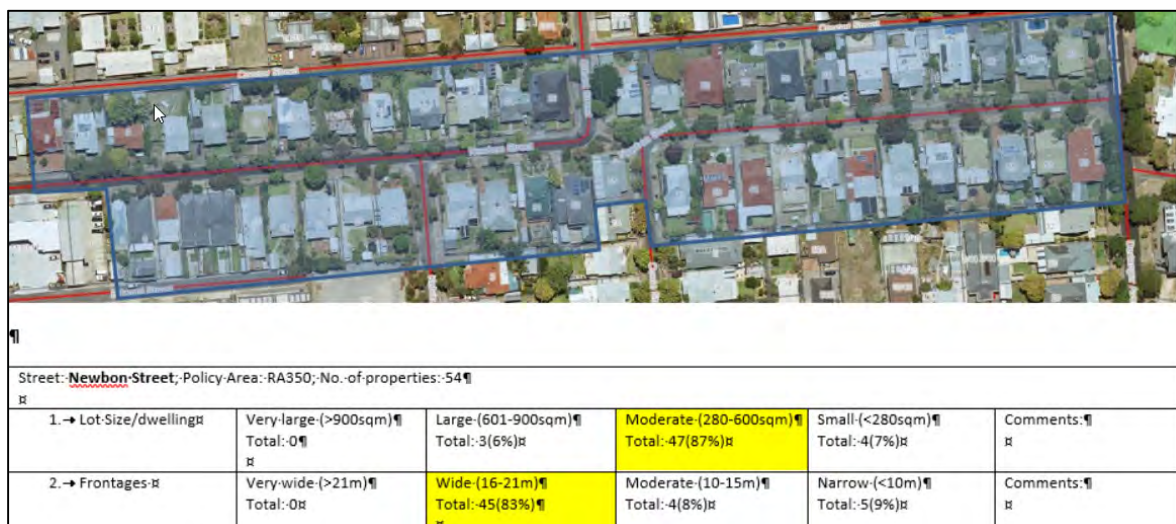 ¶
Street:·Newbon·Street;·Policy·Area:·RA350;·No.·of·properties:·54¶
¤
1.→ Lot·Size/dwelling¤
Very·large·(>900sqm)¶
Total:·0¶
¤
Large·(601-900sqm)¶
Total:·3(6%)¤
Moderate·(280-600sqm)¶
Total:·47(87%)¤
Small·(<280sqm)¶
Total:·4(7%)¤
Comments:¶
¤
2.→ Frontages·¤
Very·wide·(>21m)¶
Total:·0¤
Wide·(16-21m)¶
Total:·45(83%)¶
¤
Moderate·(10-15m)¶
Total:·4(8%)¤
Narrow·(<10m)¶
Total:·5(9%)¤
Comments:¶
¤